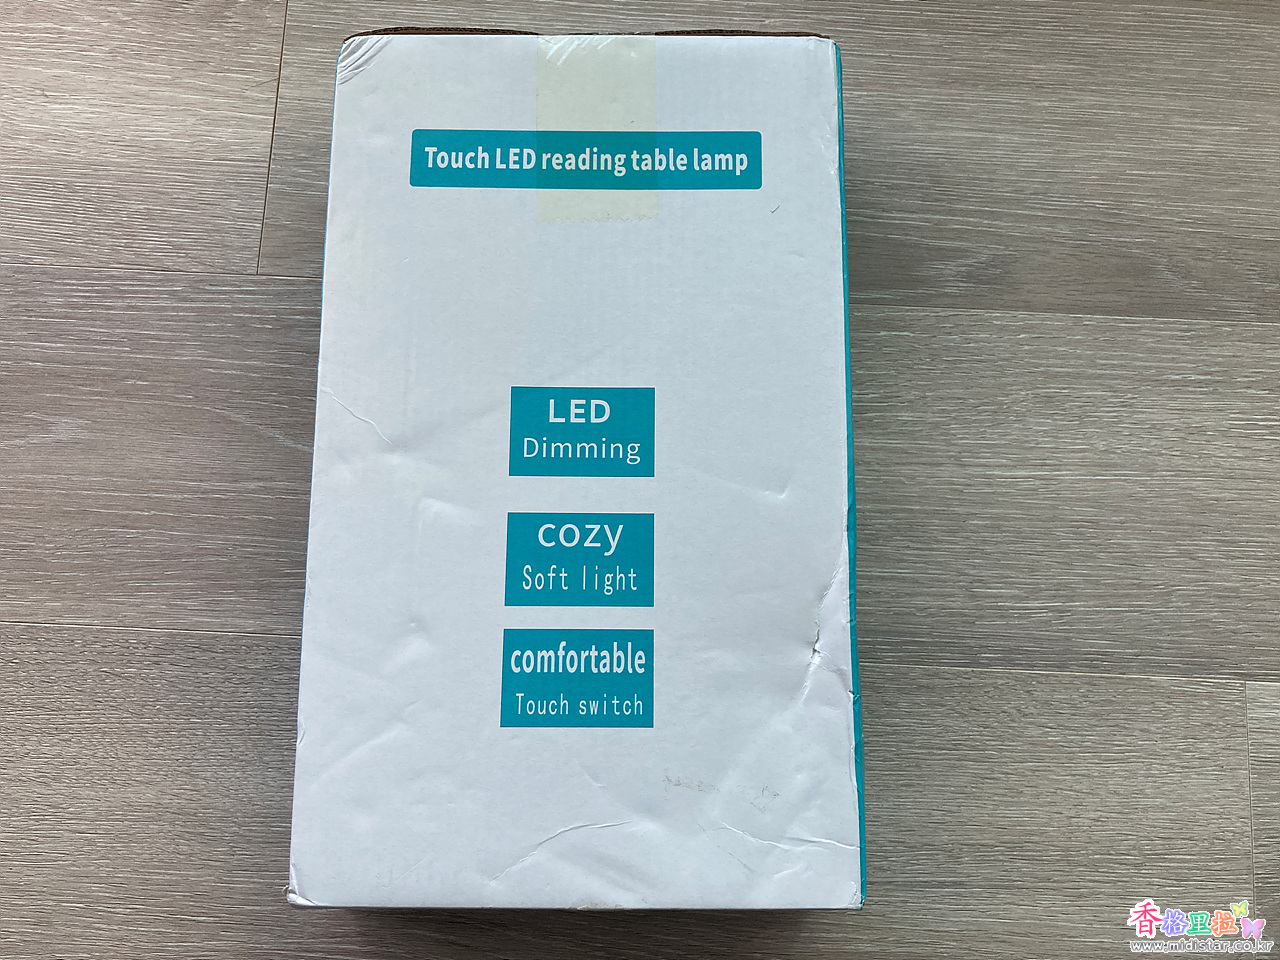 Touch LED reading table lamp
LED
Dimming
cozy
Soft light
comfortable
Touch switch
香格里拉
www.midistar.co.kr